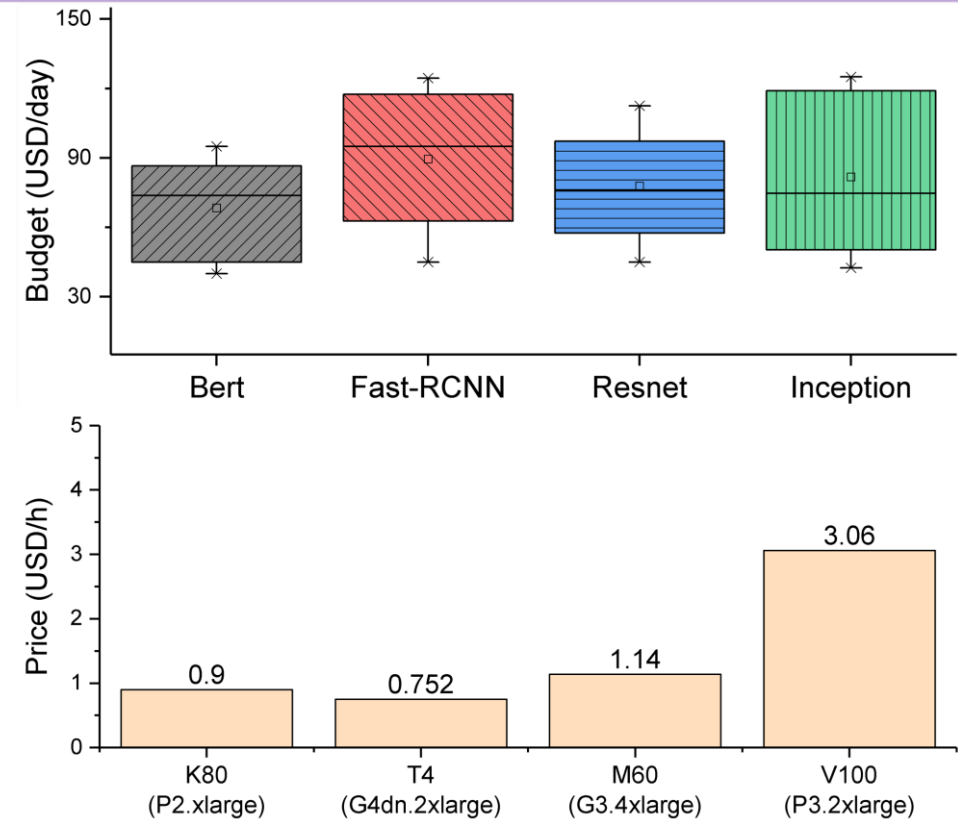 150
90
30
Budget (USD/day)
Bert Fast-RCNN Resnet Inception
5
4
3
2
1
0
Price (USD/h)
0.9 0.752 1.14 3.06
K80 T4 M60 V100
(P2.xlarge) (G4dn.2xlarge) (G3.4xlarge) (P3.2xlarge)